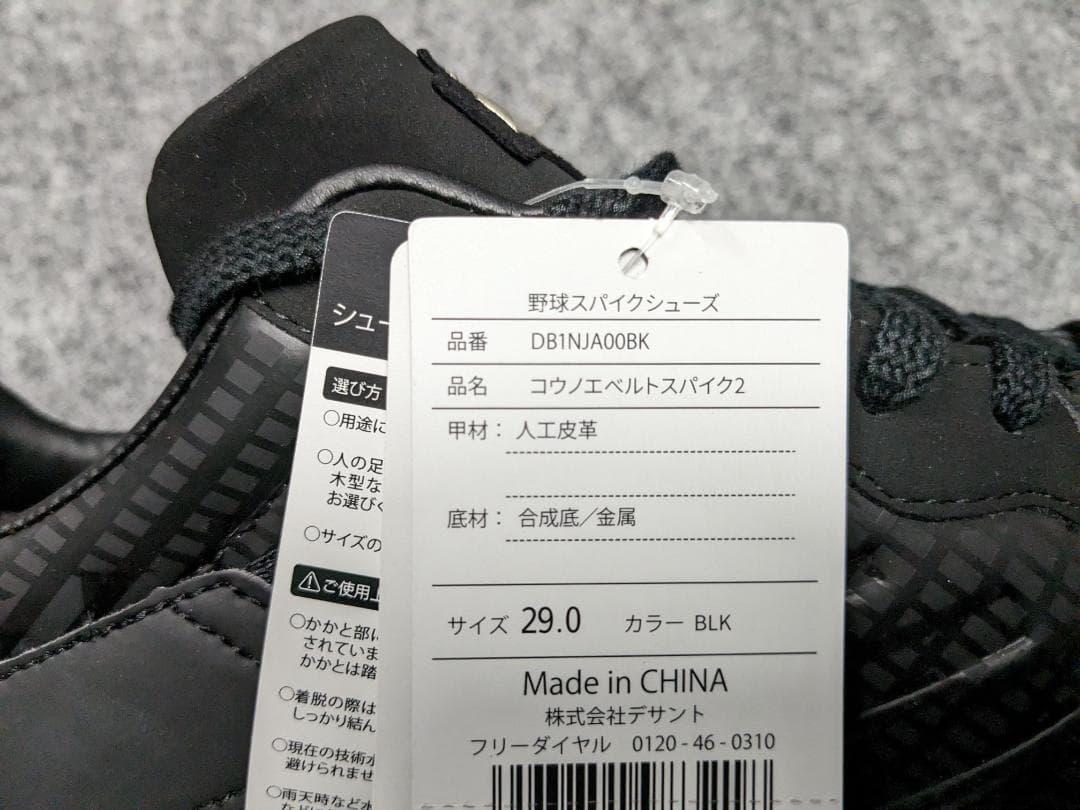 野球スパイクシューズ
品番 DB1NJA00BK
品名 コウノエベルトスパイク2
甲材： 人工皮革
底材： 合成底／金属
サイズ 29.0 カラー BLK
Made in CHINA
株式会社デサント
フリーダイヤル 0120-46-0310
シュー
選び方
○用途に
○人の足
木型な
お選びく
○サイズの
⚠ご使用上
○かかと部に
されていま
かかとは踏
○着脱の際は
しっかり結ん
○現在の技術水
避けられませ
○雨天時など水